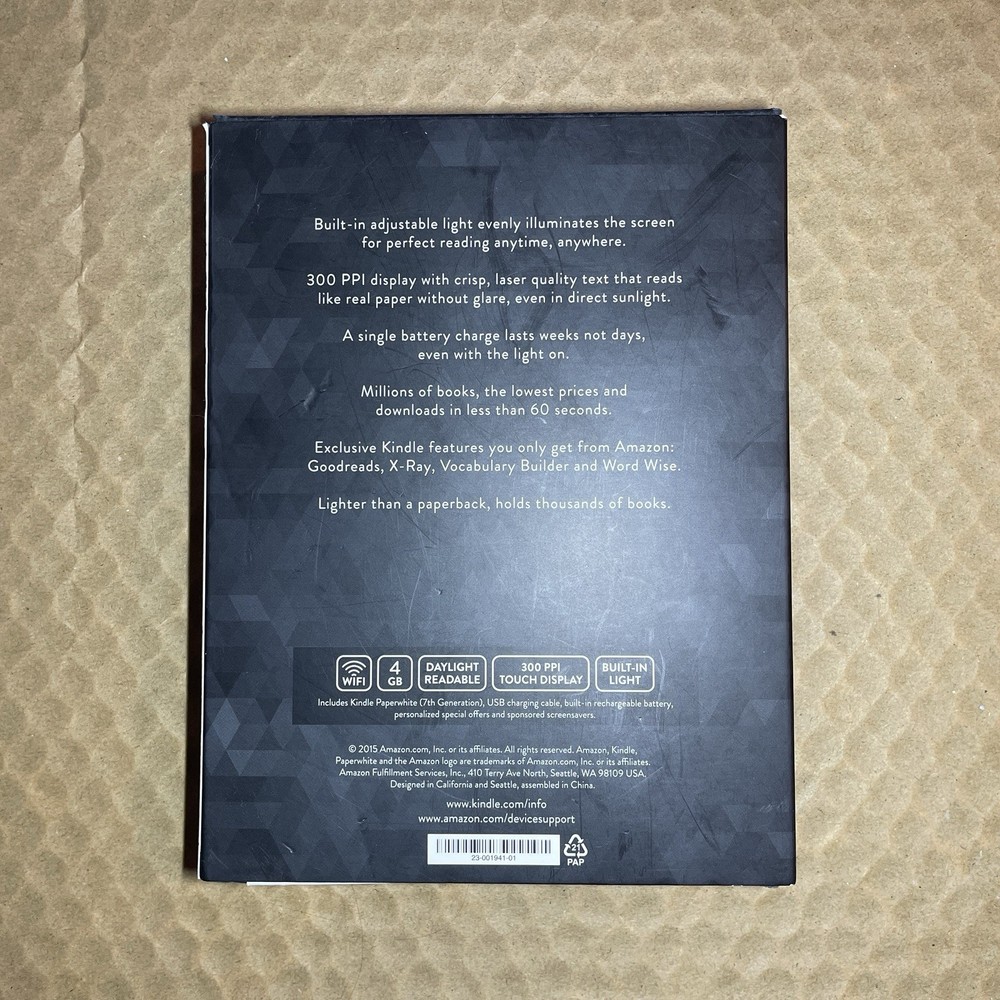 Built-in adjustable light evenly illuminates the screen
for perfect reading anytime, anywhere.
300 PPI display with crisp, laser quality text that reads
like real paper without glare, even in direct sunlight.
A single battery charge lasts weeks not days,
even with the light on.
Millions of books, the lowest prices and
downloads in less than 60 seconds.
Exclusive Kindle features you only get from Amazon:
Goodreads, X-Ray, Vocabulary Builder and Word Wise.
Lighter than a paperback, holds thousands of books.
WiFi
4
GB
DAYLIGHT
READABLE
300 PPI
TOUCH DISPLAY
BUILT-IN
LIGHT
Includes Kindle Paperwhite (7th Generation), USB charging cable, built-in rechargeable battery,
personalized special offers and sponsored screensavers.
© 2015 Amazon.com, Inc. or its affiliates. All rights reserved. Amazon, Kindle,
Paperwhite and the Amazon logo are trademarks of Amazon.com, Inc. or its affiliates.
Amazon Fulfillment Services, Inc., 410 Terry Ave North, Seattle, WA 98109 USA.
Designed in California and Seattle, assembled in China.
www.kindle.com/info
www.amazon.com/devicesupport
23-001941-01
21
PAP